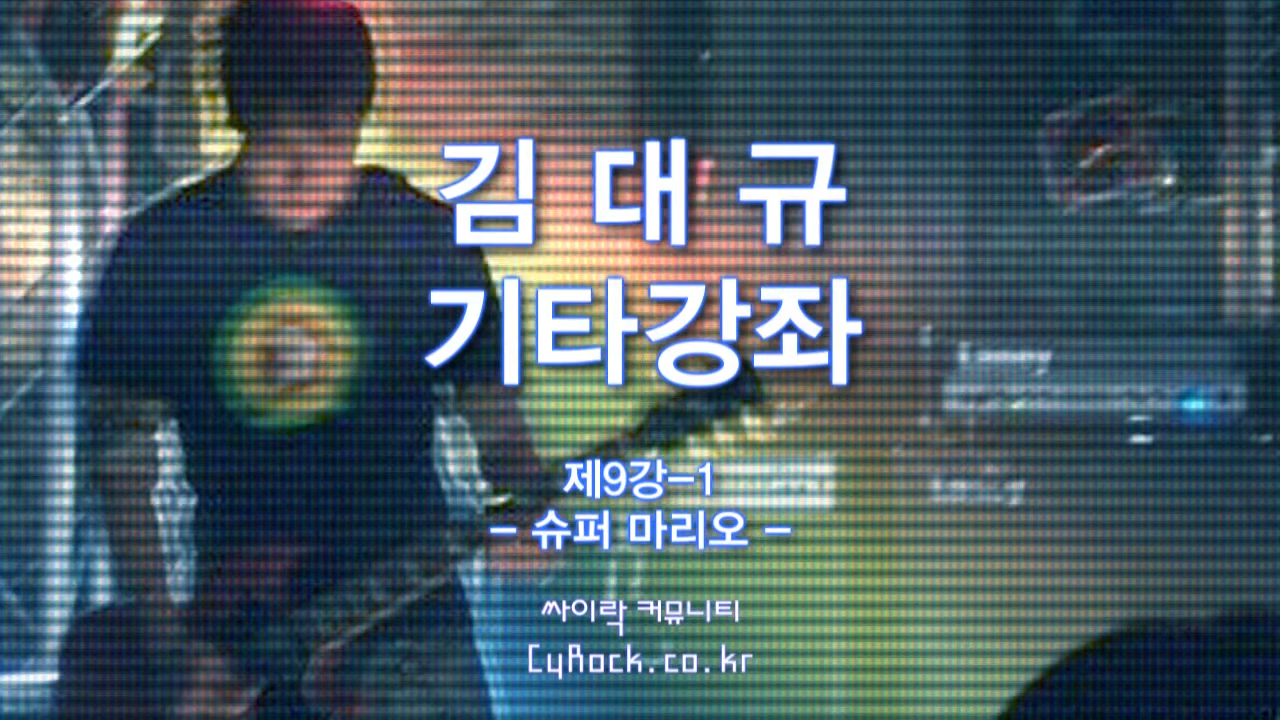 김 대 규
기타강좌
제9강-1
- 슈퍼 마리오 -
싸이락 커뮤니티
CyRock.co.kr